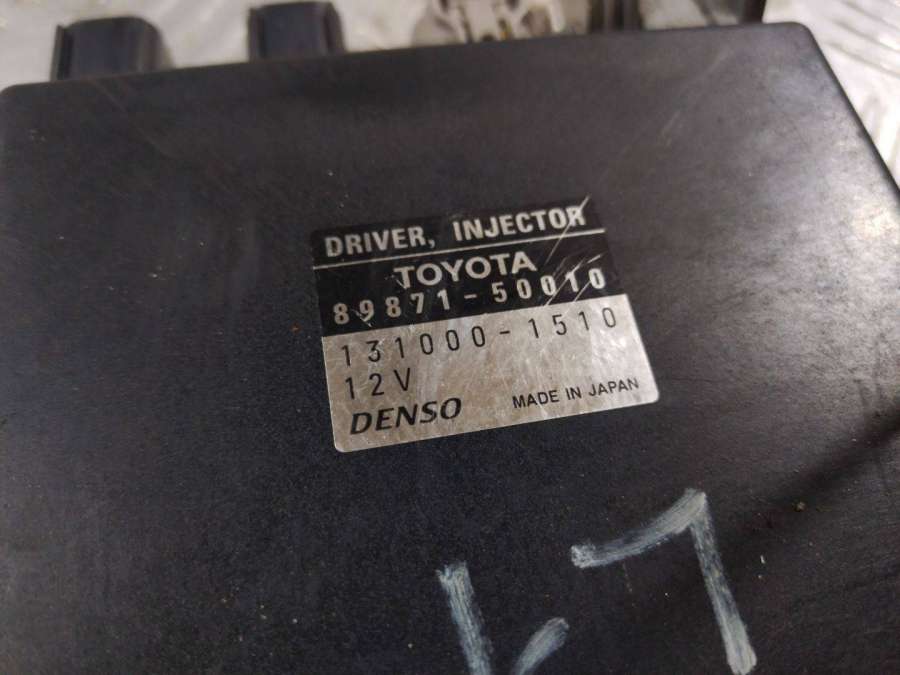 DRIVER, INJECTOR
TOYOTA
89871-50010
131000-1510
12V
DENSO MADE IN JAPAN